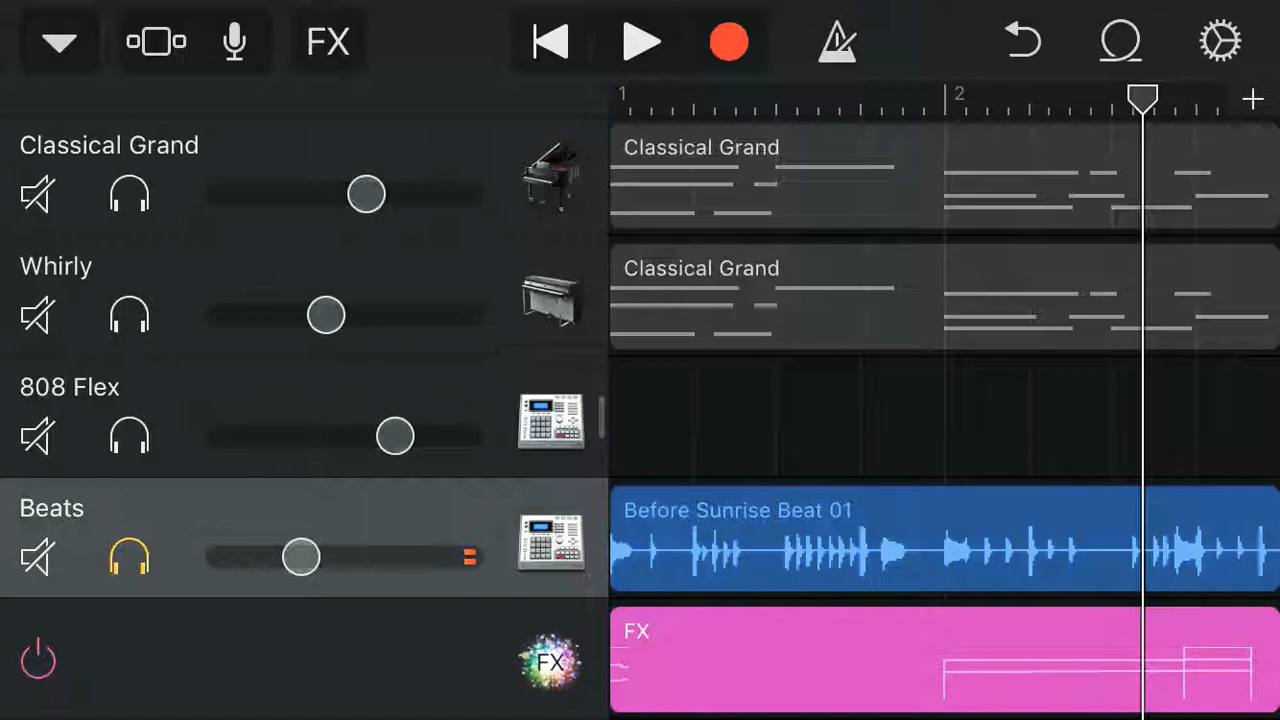 FX
1
2
Classical Grand
Classical Grand
Whirly
Classical Grand
808 Flex
Beats
Before Sunrise Beat 01
FX
FX